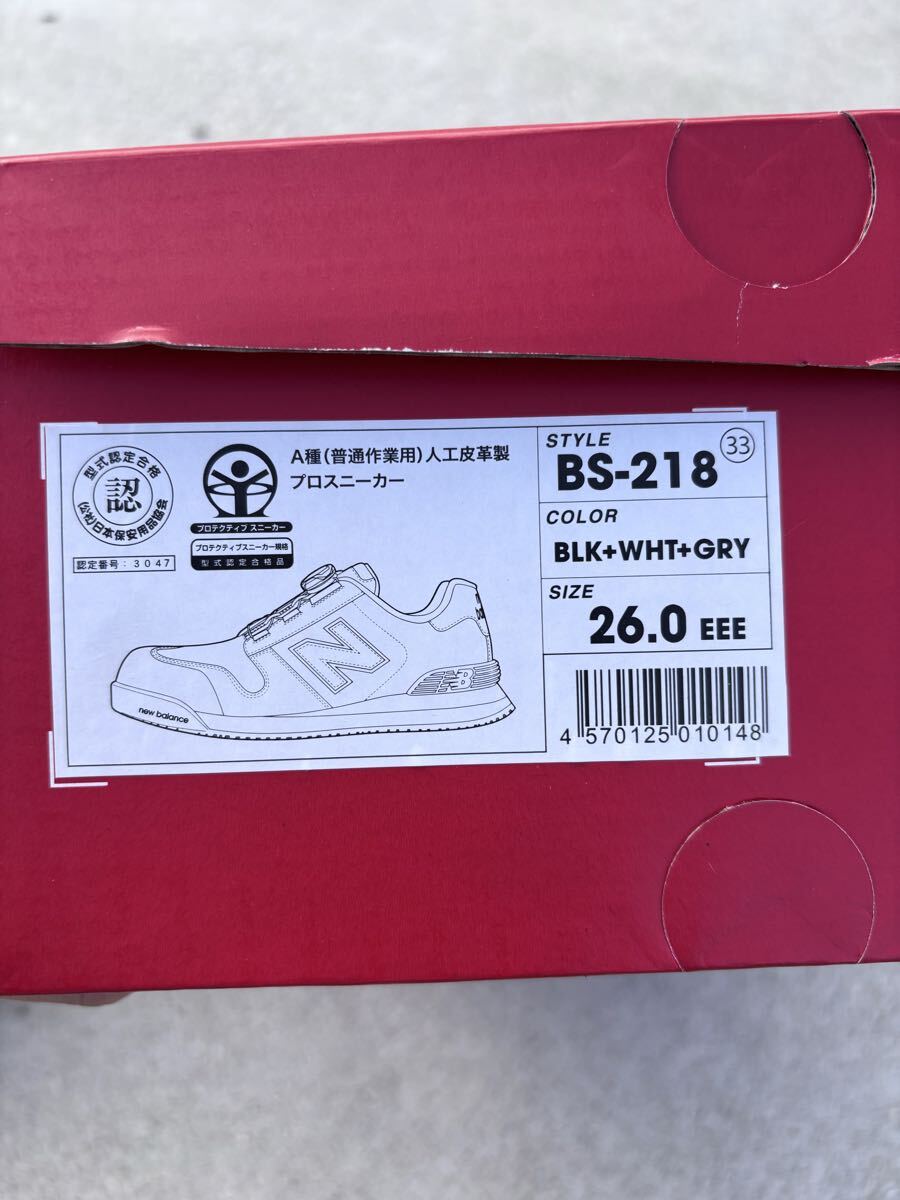 型式認定合格
認
(公社)日本保安用品協会
認定番号：3047
プロテクティブ スニーカー
プロテクティブスニーカー規格
型式認定合格品
A種(普通作業用)人工皮革製
プロスニーカー
N
NB
new balance
STYLE
BS-218 33
COLOR
BLK+WHT+GRY
SIZE
26.0 EEE
4 570125 010148